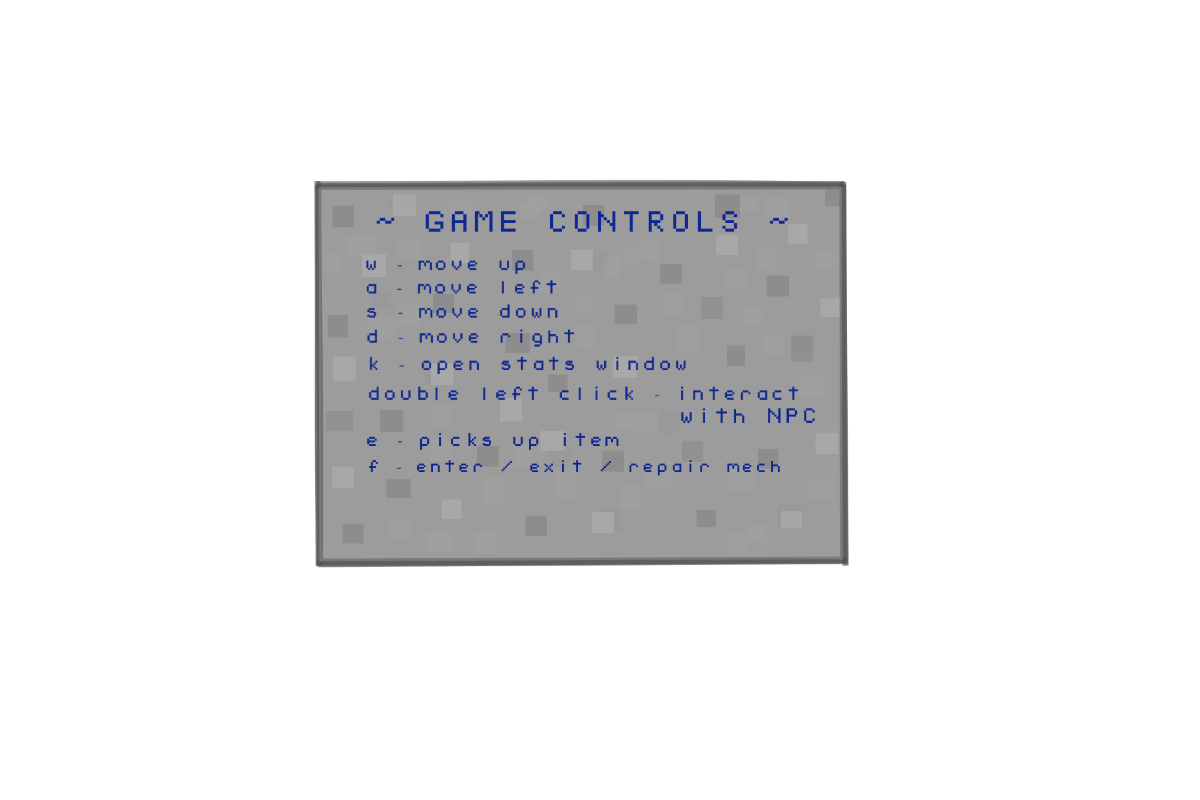 ~ GAME CONTROLS ~
w - move up
a - move left
s - move down
d - move right
k - open stats window
double left click - interact
with NPC
e - picks up item
f - enter / exit / repair mech